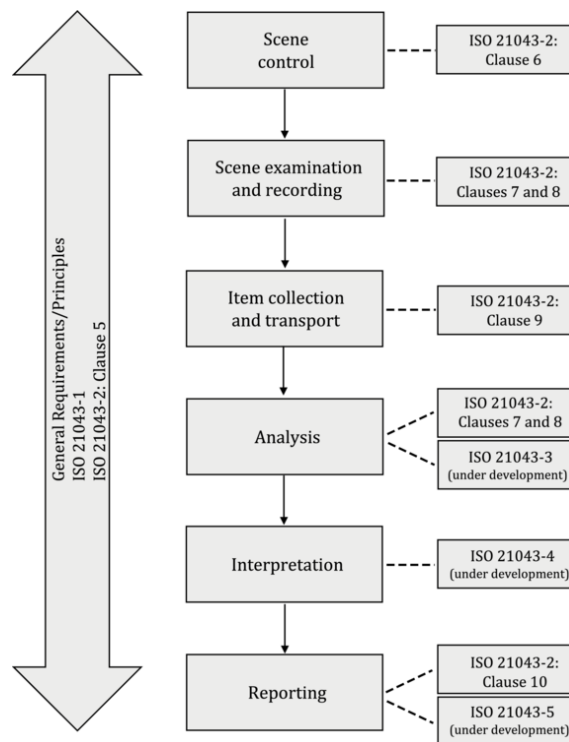 General Requirements/Principles
ISO 21043-1
ISO 21043-2: Clause 5
Scene
control
ISO 21043-2:
Clause 6
Scene examination
and recording
ISO 21043-2:
Clauses 7 and 8
Item collection
and transport
ISO 21043-2:
Clause 9
Analysis
ISO 21043-2:
Clauses 7 and 8
ISO 21043-3
(under development)
Interpretation
ISO 21043-4
(under development)
Reporting
ISO 21043-2:
Clause 10
ISO 21043-5
(under development)